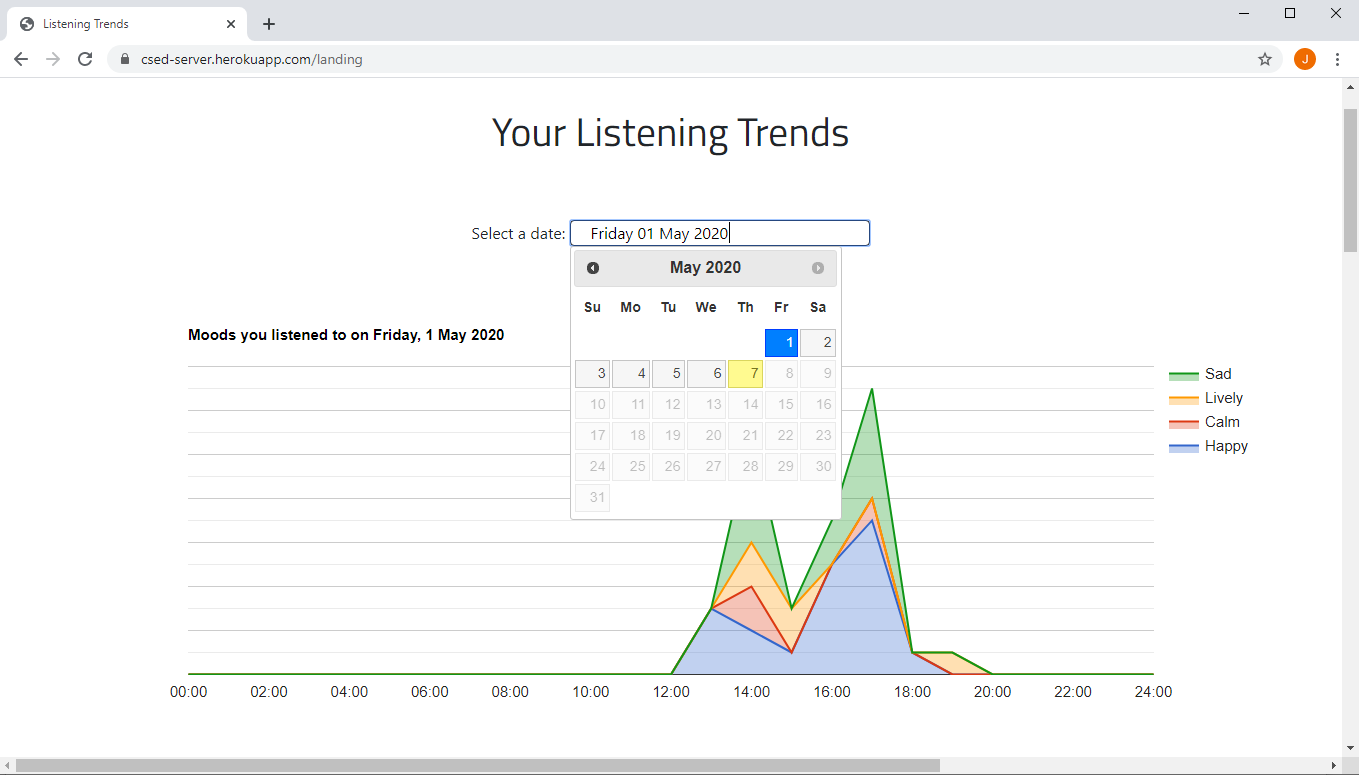 Listening Trends
csed-server.herokuapp.com/landing
J
Your Listening Trends
Select a date: Friday 01 May 2020
May 2020
Su Mo Tu We Th Fr Sa
1 2
3 4 5 6 7 8 9
10 11 12 13 14 15 16
17 18 19 20 21 22 23
24 25 26 27 28 29 30
31
Moods you listened to on Friday, 1 May 2020
Sad
Lively
Calm
Happy
00:00 02:00 04:00 06:00 08:00 10:00 12:00 14:00 16:00 18:00 20:00 22:00 24:00